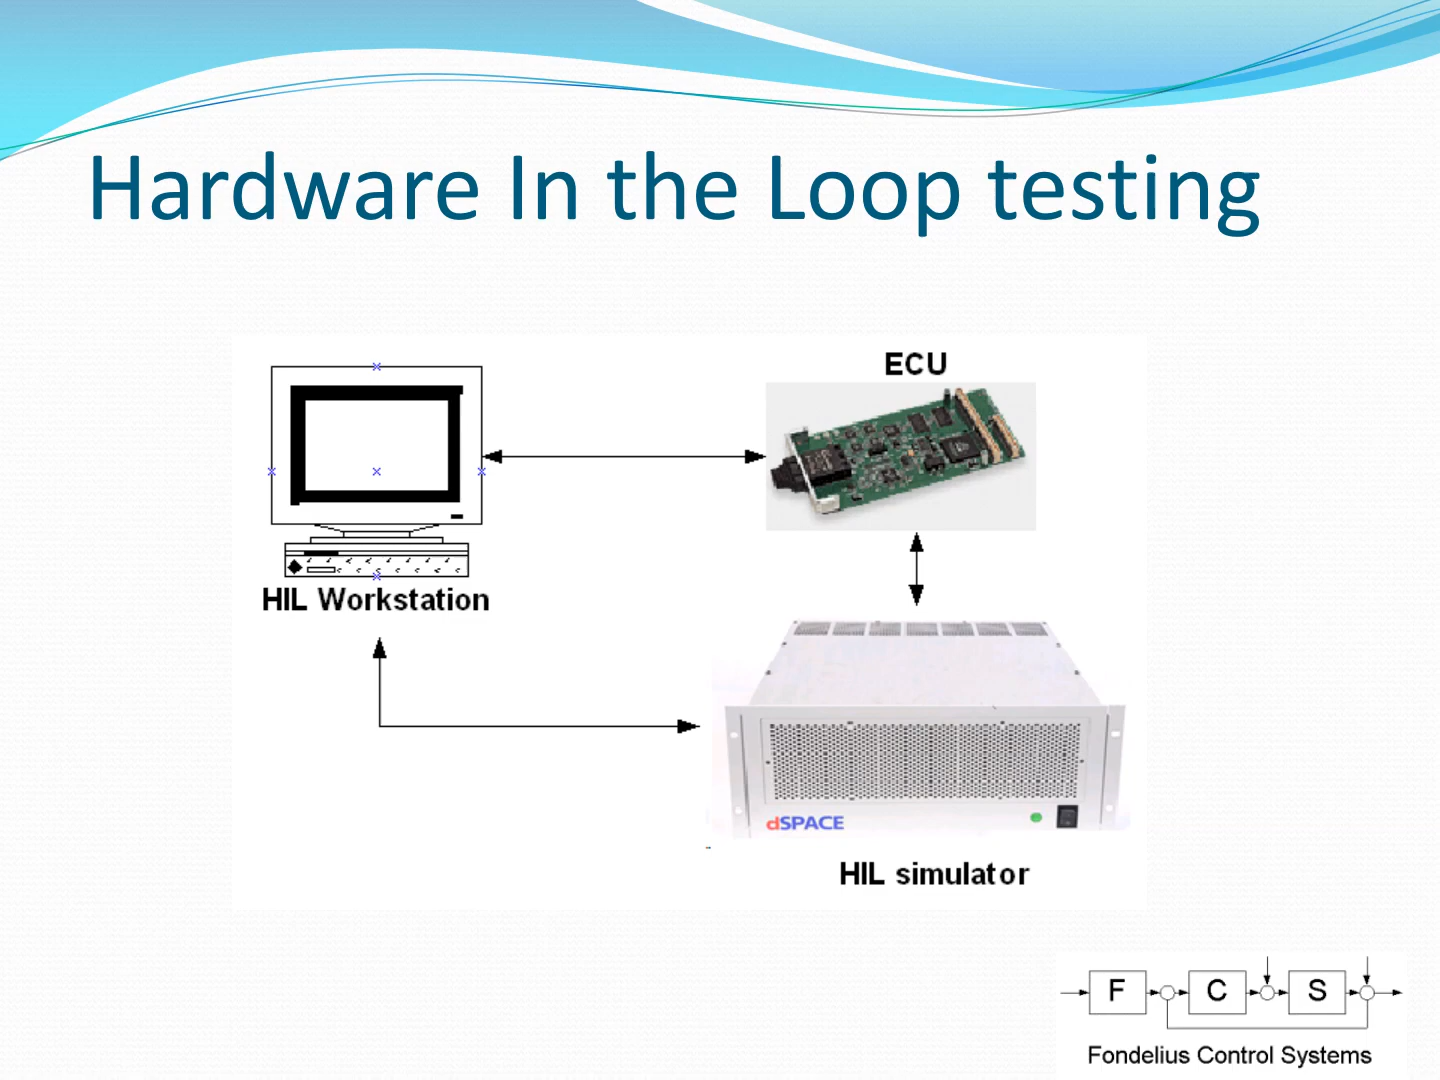 Hardware In the Loop testing
ECU
HIL Workstation
dSPACE
HIL simulator
F C S
Fondelius Control Systems